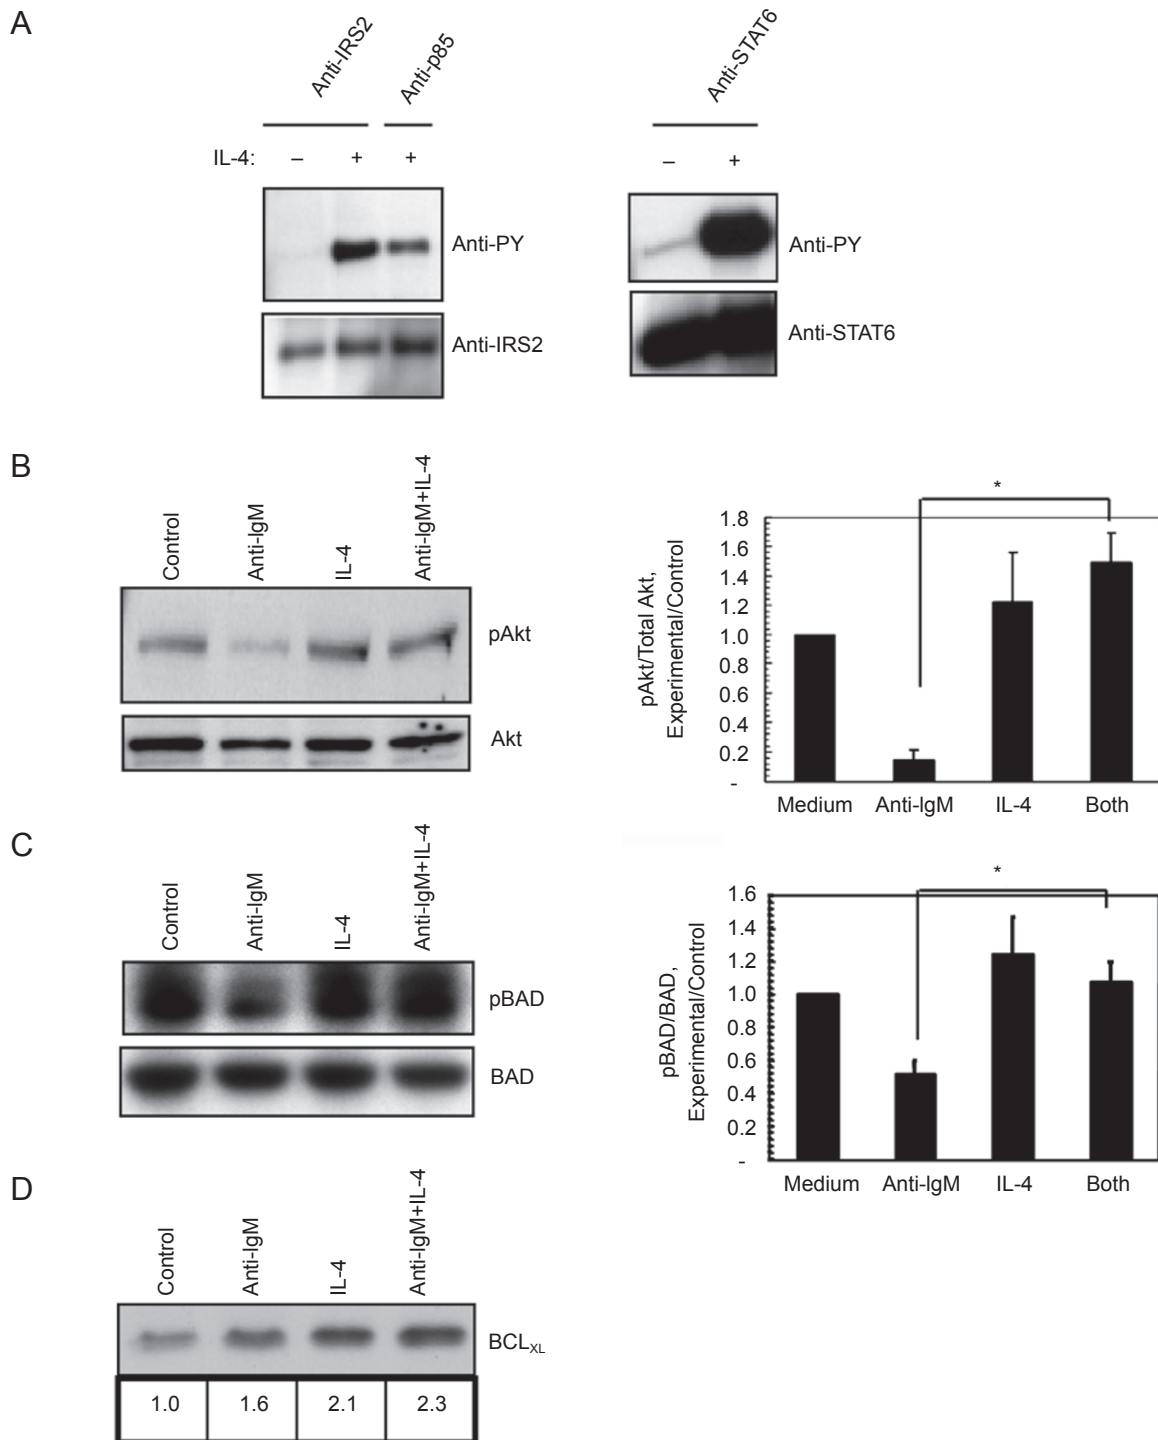 A
Anti-IRS2
Anti-p85
Anti-STAT6
IL-4: – + +
– +
Anti-PY
Anti-IRS2
Anti-PY
Anti-STAT6
B
Control
Anti-IgM
IL-4
Anti-IgM+IL-4
pAkt
Akt
pAkt/Total Akt,
Experimental/Control
1.8
1.6
1.4
1.2
1.0
0.8
0.6
0.4
0.2
-
*
Medium Anti-IgM IL-4 Both
C
Control
Anti-IgM
IL-4
Anti-IgM+IL-4
pBAD
BAD
pBAD/BAD,
Experimental/Control
1.6
1.4
1.2
1.0
0.8
0.6
0.4
0.2
-
*
Medium Anti-IgM IL-4 Both
D
Control
Anti-IgM
IL-4
Anti-IgM+IL-4
BCLXL
1.0 1.6 2.1 2.3